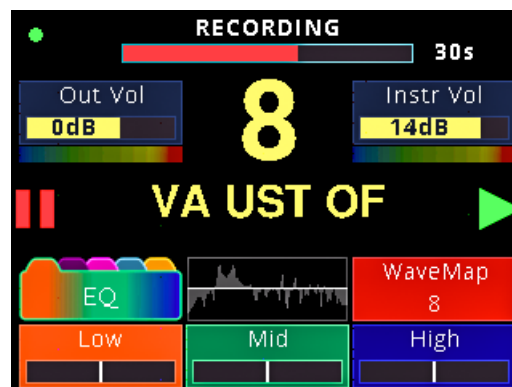 RECORDING
30s
Out Vol
0dB
8
Instr Vol
14dB
VA UST OF
EQ
WaveMap
8
Low
Mid
High